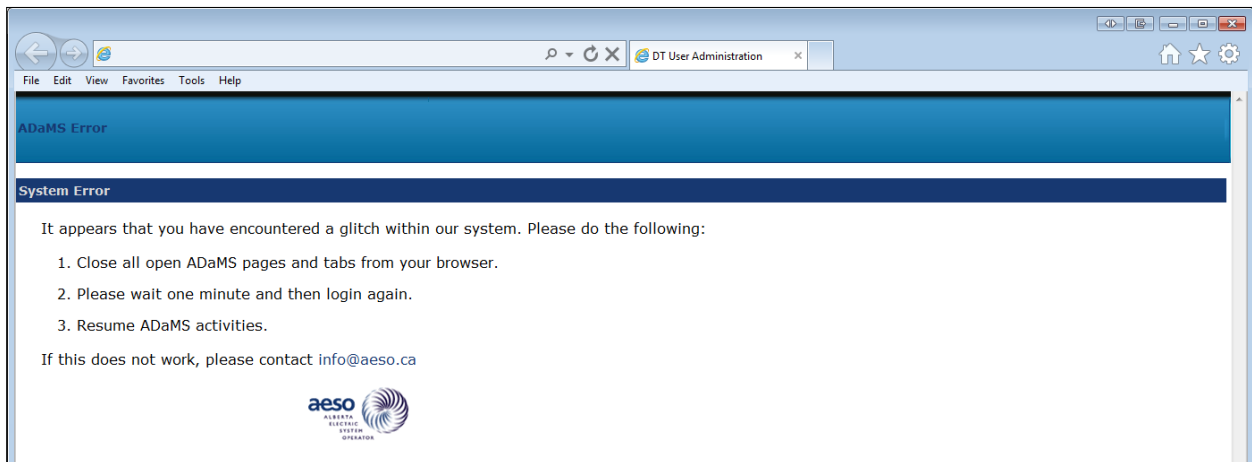 DT User Administration
File Edit View Favorites Tools Help
ADaMS Error
System Error
It appears that you have encountered a glitch within our system. Please do the following:
1. Close all open ADaMS pages and tabs from your browser.
2. Please wait one minute and then login again.
3. Resume ADaMS activities.
If this does not work, please contact info@aeso.ca
aeso
ALBERTA
ELECTRIC
SYSTEM
OPERATOR